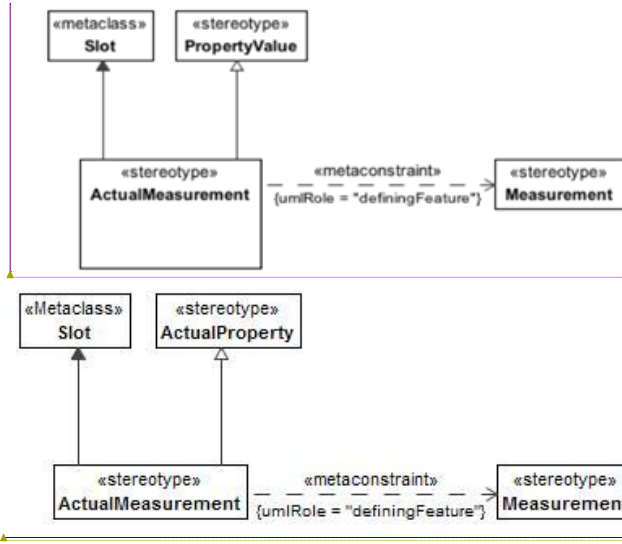 «metaclass» «stereotype»
Slot PropertyValue
«stereotype» «metaconstraint» «stereotype»
ActualMeasurement {umlRole = "definingFeature"} Measurement
«Metaclass» «stereotype»
Slot ActualProperty
«stereotype» «metaconstraint» «stereotype»
ActualMeasurement {umlRole = "definingFeature"} Measurement